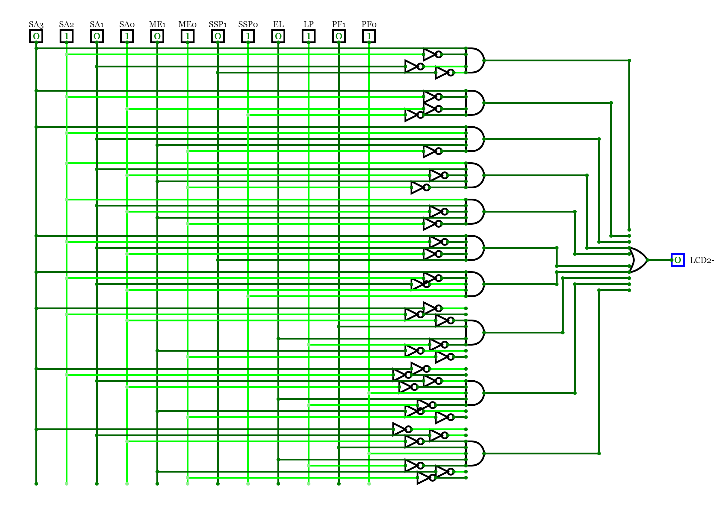 SA3 SA2 SA1 SA0 ME1 ME0 SSP1 SSP0 EL LP PF1 PF0
0 1 0 1 0 1 0 1 0 1 0 1
0 LCD2-